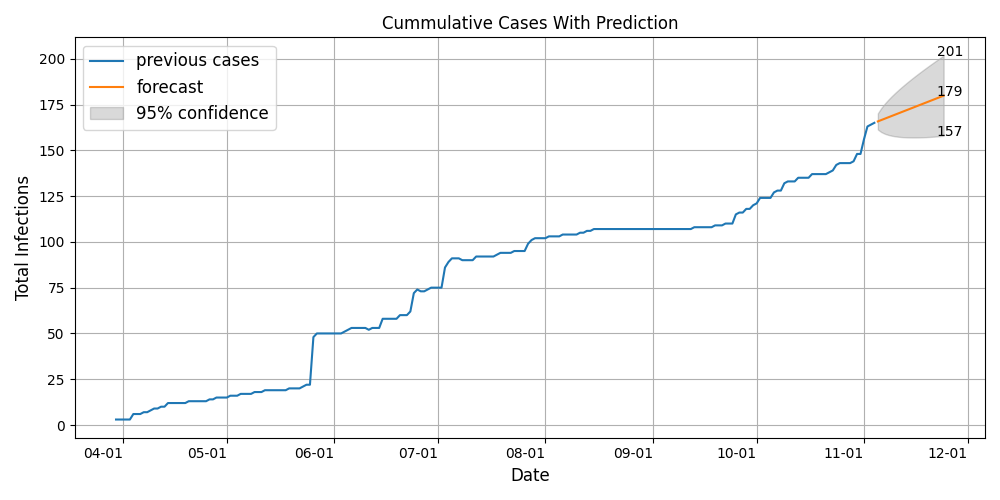 Cummulative Cases With Prediction
previous cases
forecast
95% confidence
201
179
157
200
175
150
125
100
75
50
25
0
Total Infections
04-01 05-01 06-01 07-01 08-01 09-01 10-01 11-01 12-01
Date